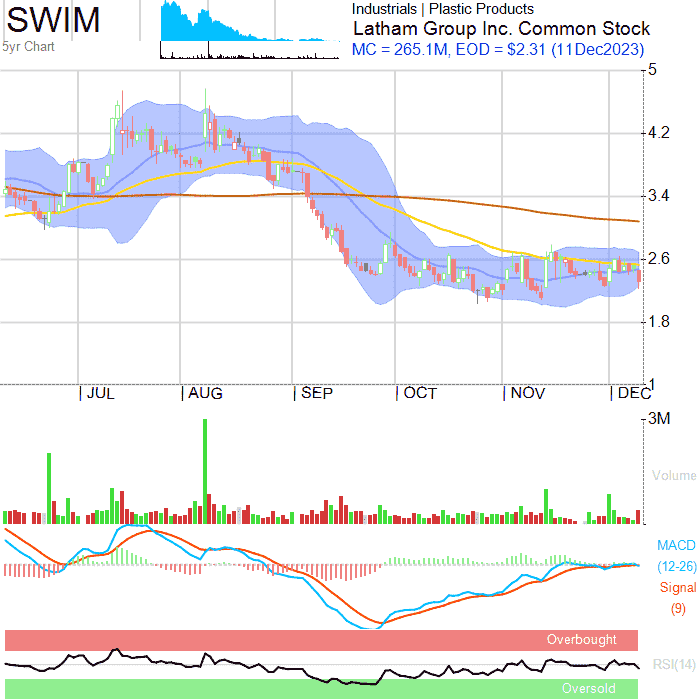 SWIM
5yr Chart
Industrials | Plastic Products
Latham Group Inc. Common Stock
MC = 265.1M, EOD = $2.31 (11Dec2023)
5
4.2
3.4
2.6
1.8
1
| JUL | AUG | SEP | OCT | NOV | DEC
3M
Volume
MACD
(12-26)
Signal
(9)
Overbought
RSI(14)
Oversold